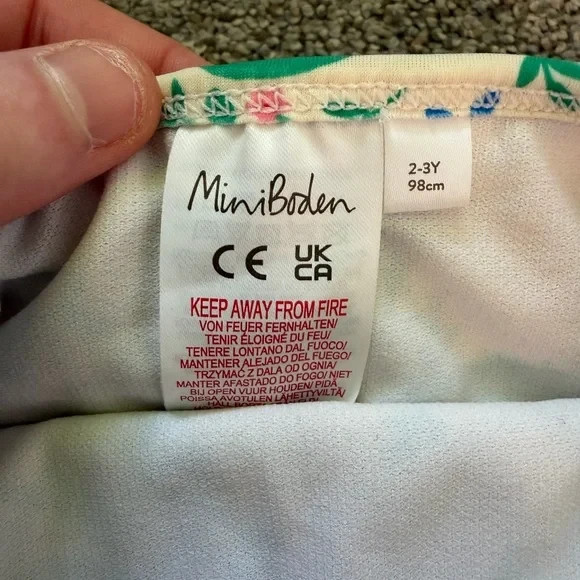 MiniBoden
CE UK
CA
KEEP AWAY FROM FIRE
VON FEUER FERNHALTEN/
TENIR ÉLOIGNÉ DU FEU/
TENERE LONTANO DAL FUOCO/
MANTENER ALEJADO DEL FUEGO/
TRZYMAĆ Z DALA OD OGNIA/
MANTER AFASTADO DO FOGO/ NIET
BIJ OPEN VUUR HOUDEN/ PIDÄ
POISSA AVOTULEN LÄHETTYVILTÄ/
2-3Y
98cm